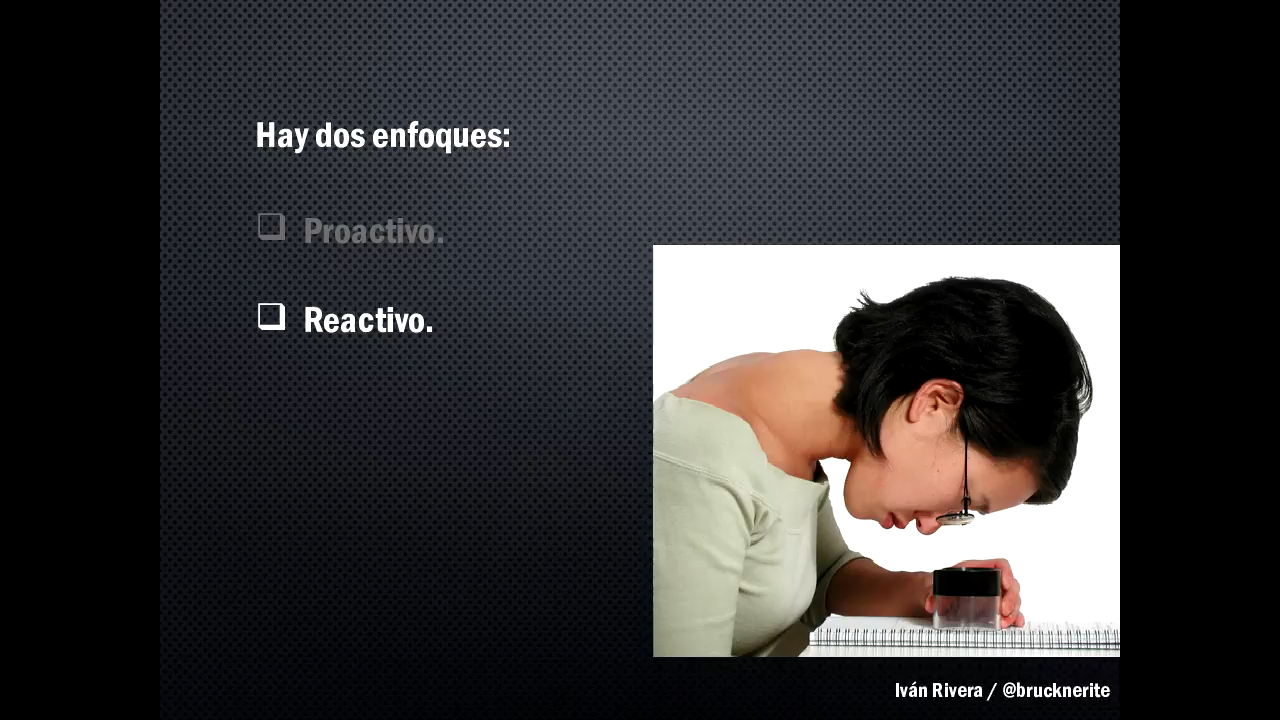 Hay dos enfoques:
Proactivo.
Reactivo.
Iván Rivera / @brucknerite